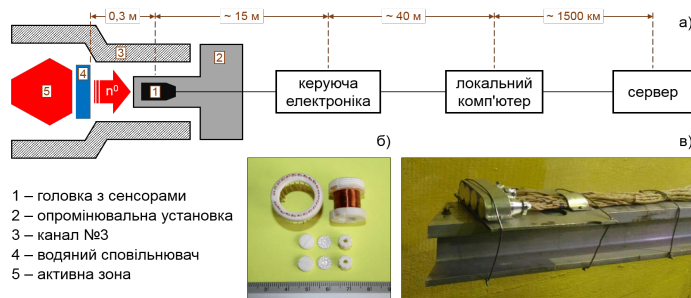 0,3 м
~ 15 м
~ 40 м
~ 1500 км
а)
3
2
4
5
n⁰
1
керуюча
електроніка
локальний
комп'ютер
сервер
б)
в)
1 – головка з сенсорами
2 – опромінювальна установка
3 – канал №3
4 – водяний сповільнювач
5 – активна зона